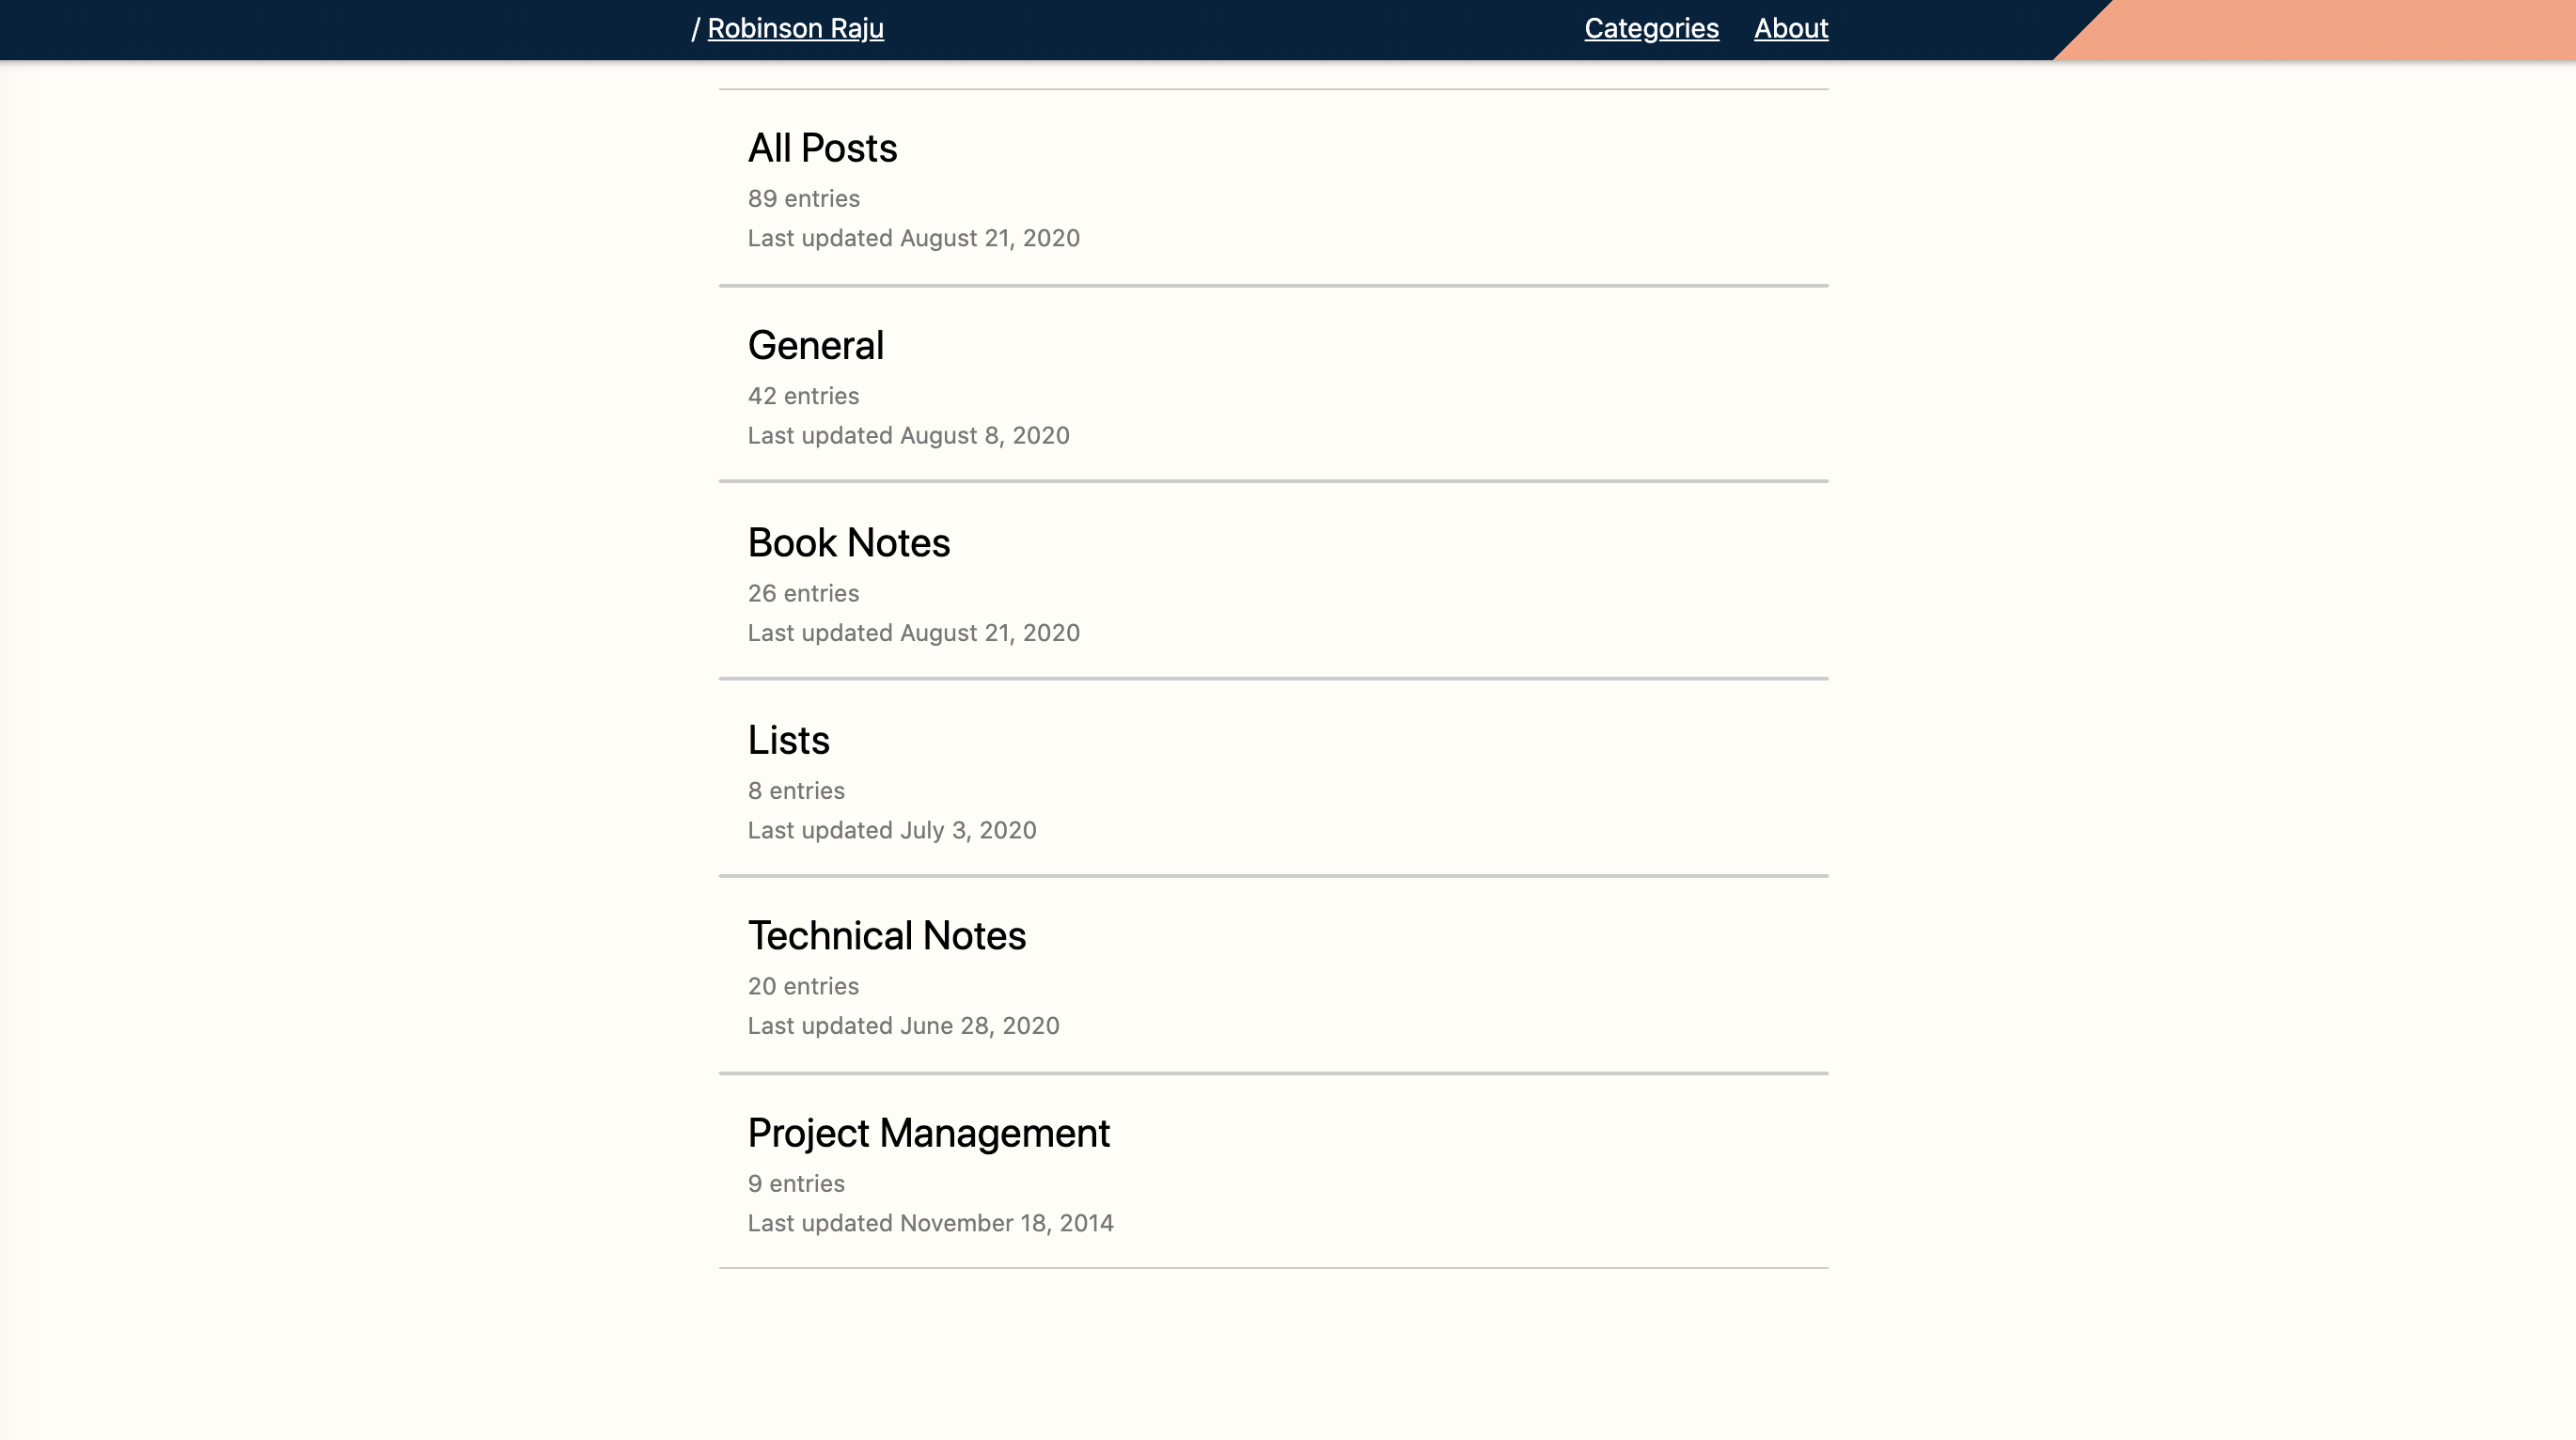 / Robinson Raju Categories About
All Posts
89 entries
Last updated August 21, 2020
General
42 entries
Last updated August 8, 2020
Book Notes
26 entries
Last updated August 21, 2020
Lists
8 entries
Last updated July 3, 2020
Technical Notes
20 entries
Last updated June 28, 2020
Project Management
9 entries
Last updated November 18, 2014